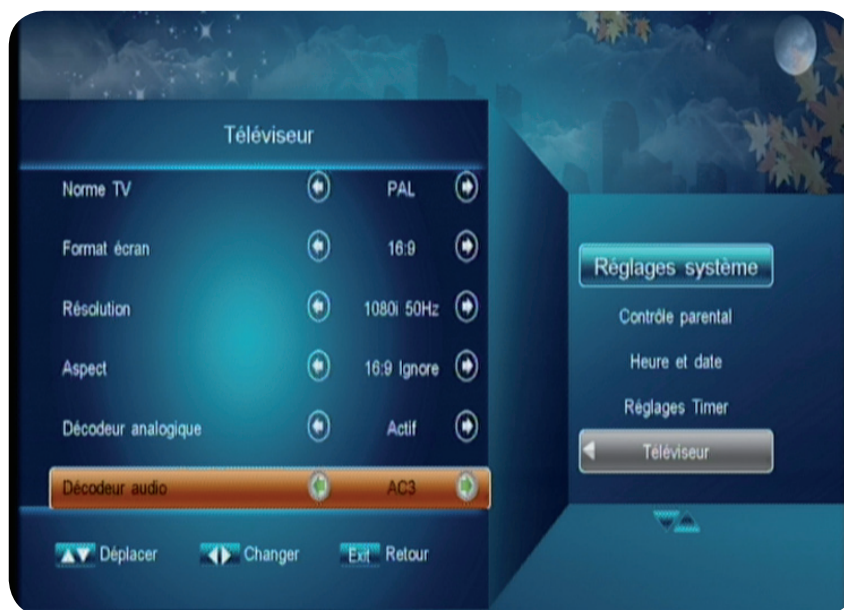 Téléviseur
Norme TV PAL
Format écran 16:9
Résolution 1080i 50Hz
Aspect 16:9 Ignore
Décodeur analogique Actif
Décodeur audio AC3
Déplacer Changer Exit Retour
Réglages système
Contrôle parental
Heure et date
Réglages Timer
Téléviseur